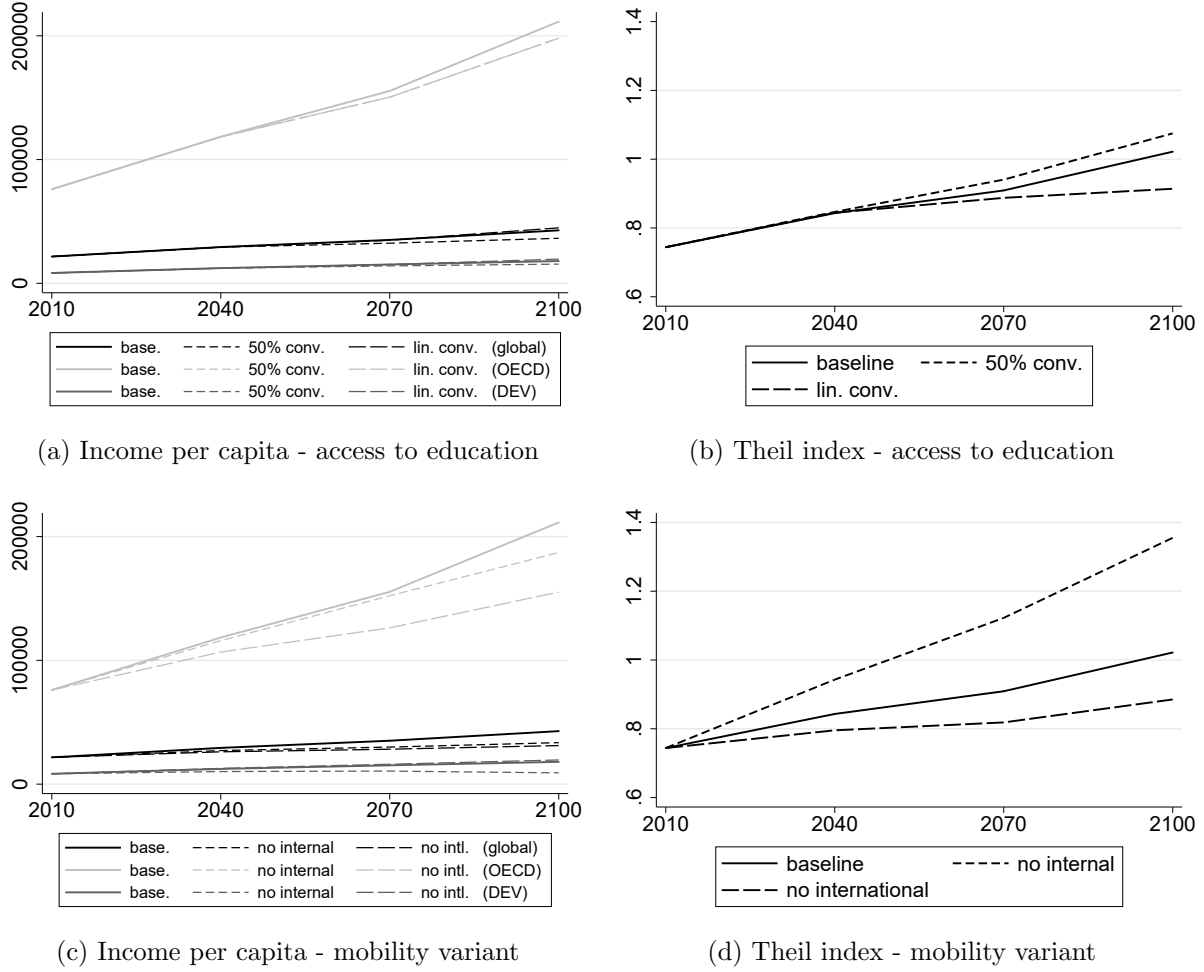 200000
100000
0
2010 2040 2070 2100
base. 50% conv. lin. conv. (global)
base. 50% conv. lin. conv. (OECD)
base. 50% conv. lin. conv. (DEV)
(a) Income per capita - access to education
1.4
1.2
1
.8
.6
2010 2040 2070 2100
baseline 50% conv.
lin. conv.
(b) Theil index - access to education
200000
100000
0
2010 2040 2070 2100
base. no internal no intl. (global)
base. no internal no intl. (OECD)
base. no internal no intl. (DEV)
(c) Income per capita - mobility variant
1.4
1.2
1
.8
.6
2010 2040 2070 2100
baseline no internal
no international
(d) Theil index - mobility variant